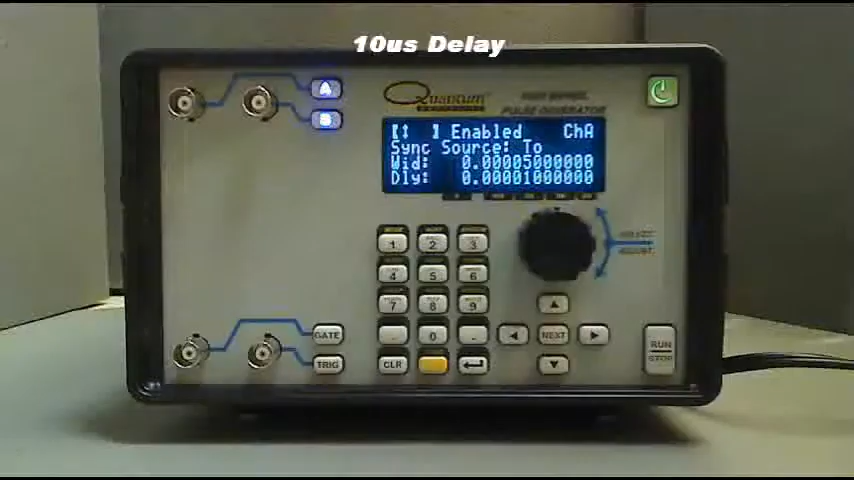 10us Delay
A
B
Quantum
PULSE GENERATOR
[↕ ] Enabled ChA
Sync Source: To
Wid: 0.00005000000
Dly: 0.00001000000
1 2 3
4 5 6
7 8 9
. 0 -
CLR
GATE
TRIG
NEXT
RUN
STOP